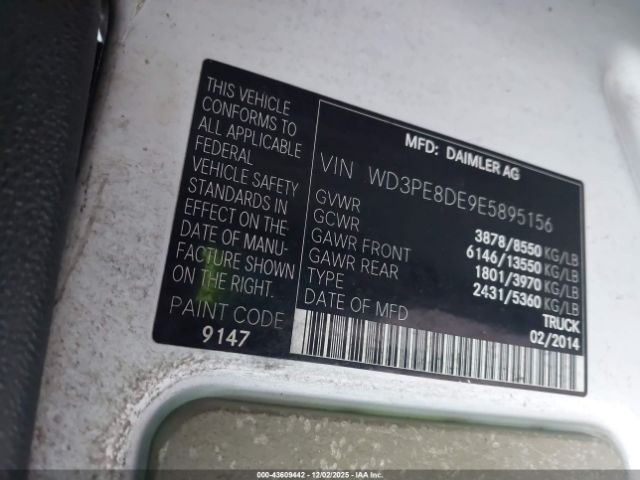 THIS VEHICLE
CONFORMS TO
ALL APPLICABLE
FEDERAL
VEHICLE SAFETY
STANDARDS IN
EFFECT ON THE
DATE OF MANU-
FACTURE SHOWN
ON THE RIGHT.
PAINT CODE
9147
MFD: DAIMLER AG
VIN WD3PE8DE9E5895156
GVWR 3878/8550 KG/LB
GCWR 6146/13550 KG/LB
GAWR FRONT 1801/3970 KG/LB
GAWR REAR 2431/5360 KG/LB
TYPE TRUCK
DATE OF MFD 02/2014
000-43609442 - 12/02/2025 - IAA Inc.